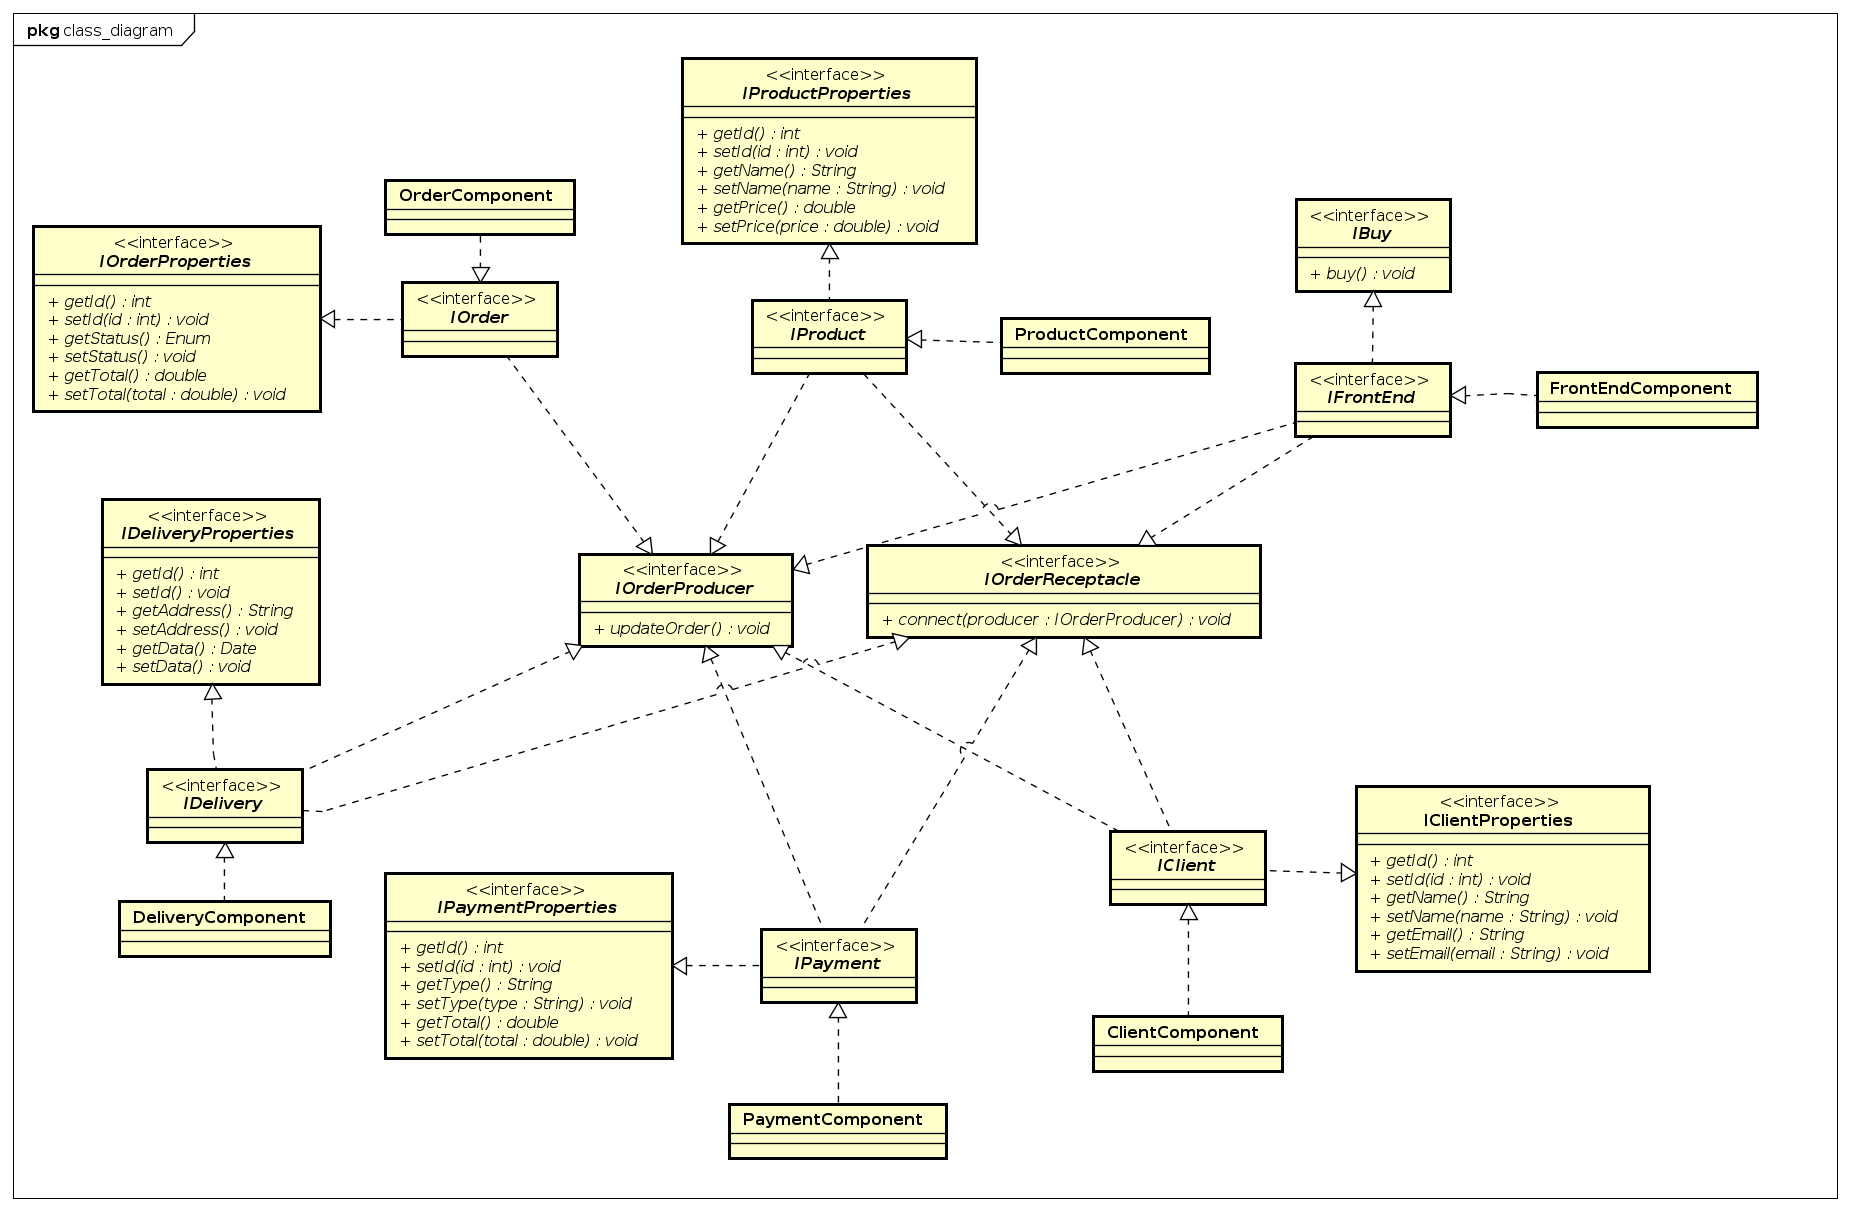 pkg class_diagram
<<interface>>
IProductProperties
+ getId() : int
+ setId(id : int) : void
+ getName() : String
+ setName(name : String) : void
+ getPrice() : double
+ setPrice(price : double) : void
OrderComponent
<<interface>>
IBuy
+ buy() : void
<<interface>>
IOrderProperties
+ getId() : int
+ setId(id : int) : void
+ getStatus() : Enum
+ setStatus() : void
+ getTotal() : double
+ setTotal(total : double) : void
<<interface>>
IOrder
<<interface>>
IProduct
ProductComponent
<<interface>>
IFrontEnd
FrontEndComponent
<<interface>>
IDeliveryProperties
+ getId() : int
+ setId() : void
+ getAddress() : String
+ setAddress() : void
+ getData() : Date
+ setData() : void
<<interface>>
IOrderProducer
+ updateOrder() : void
<<interface>>
IOrderReceptacle
+ connect(producer : IOrderProducer) : void
<<interface>>
IDelivery
DeliveryComponent
<<interface>>
IPaymentProperties
+ getId() : int
+ setId(id : int) : void
+ getType() : String
+ setType(type : String) : void
+ getTotal() : double
+ setTotal(total : double) : void
<<interface>>
IPayment
PaymentComponent
<<interface>>
IClient
<<interface>>
IClientProperties
+ getId() : int
+ setId(id : int) : void
+ getName() : String
+ setName(name : String) : void
+ getEmail() : String
+ setEmail(email : String) : void
ClientComponent